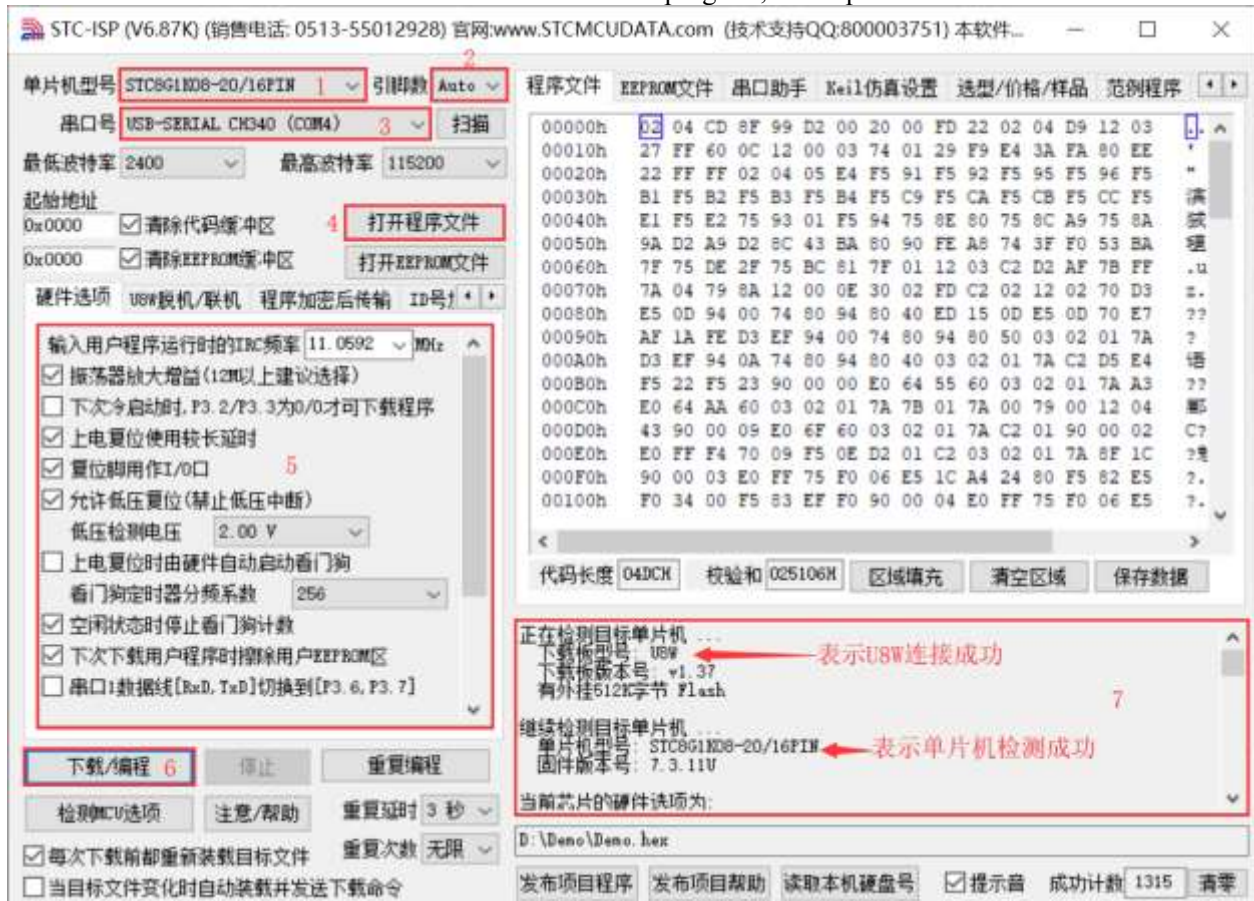 STC-ISP (V6.87K) (销售电话: 0513-55012928) 官网:www.STCMCUDATA.com (技术支持QQ:800003751) 本软件...
单片机型号 STC8G1K08-20/16PIN 1 引脚数 Auto 2
串口号 USB-SERIAL CH340 (COM4) 3 扫描
最低波特率 2400 最高波特率 115200
起始地址
0x0000 清除代码缓冲区 4 打开程序文件
0x0000 清除EEPROM缓冲区 打开EEPROM文件
硬件选项 U8W脱机/联机 程序加密后传输
输入用户程序运行时的IRC频率 11.0592 MHz
振荡器放大增益(12M以上建议选择)
下次冷启动时,P3.2/P3.3为0/0才可下载程序
上电复位使用较长延时
复位脚用作I/O口 5
允许低压复位(禁止低压中断)
低压检测电压 2.00 V
上电复位时由硬件自动启动看门狗
看门狗定时器分频系数 256
空闲状态时停止看门狗计数
下次下载用户程序时擦除用户EEPROM区
串口1数据线[RxD,TxD]切换到[P3.6,P3.7]
下载/编程 6 停止 重复编程
检测MCU选项 注意/帮助 重复延时 3 秒
每次下载前都重新装载目标文件 重复次数 无限
当目标文件变化时自动装载并发送下载命令
程序文件 EEPROM文件 串口助手 Keil仿真设置 选型/价格/样品 范例程序
00000h 02 04 CD 8F 99 D2 00 20 00 FD 22 02 04 D9 12 03
00010h 27 FF 60 0C 12 00 03 74 01 29 F9 E4 3A FA 80 EE
00020h 22 FF FF 02 04 05 E4 F5 91 F5 92 F5 95 F5 96 F5
00030h B1 F5 B2 F5 B3 F5 B4 F5 C9 F5 CA F5 CB F5 CC F5
00040h E1 F5 E2 75 93 01 F5 94 75 8E 80 75 8C A9 75 8A
00050h 9A D2 A9 D2 8C 43 BA 80 90 FE A8 74 3F F0 53 BA
00060h 7F 75 DE 2F 75 BC 81 7F 01 12 03 C2 D2 AF 7B FF
00070h 7A 04 79 8A 12 00 0E 30 02 FD C2 02 12 02 70 D3
00080h E5 0D 94 00 74 80 94 80 40 ED 15 0D E5 0D 70 E7
00090h AF 1A FE D3 EF 94 00 74 80 94 80 50 03 02 01 7A
000A0h D3 EF 94 0A 74 80 94 80 40 03 02 01 7A C2 D5 E4
000B0h F5 22 F5 23 90 00 00 E0 64 55 60 03 02 01 7A A3
000C0h E0 64 AA 60 03 02 01 7A 7B 01 7A 00 79 00 12 04
000D0h 43 90 00 09 E0 6F 60 03 02 01 7A C2 01 90 00 02
000E0h E0 FF F4 70 09 F5 0E D2 01 C2 03 02 01 7A 8F 1C
000F0h 90 00 03 E0 FF 75 F0 06 E5 1C A4 24 80 F5 82 E5
00100h F0 34 00 F5 83 EF F0 90 00 04 E0 FF 75 F0 06 E5
代码长度 04DCH 校验和 025106H 区域填充 清空区域 保存数据
正在检测目标单片机 ...
下载板型号: U8W 表示U8W连接成功
下载板版本号: v1.37
有外挂512K字节 Flash 7
继续检测目标单片机 ...
单片机型号: STC8G1K08-20/16PIN 表示单片机检测成功
固件版本号: 7.3.11U
当前芯片的硬件选项为:
D:\Demo\Demo.hex
发布项目程序 发布项目帮助 读取本机硬盘号 提示音 成功计数 1315 清零